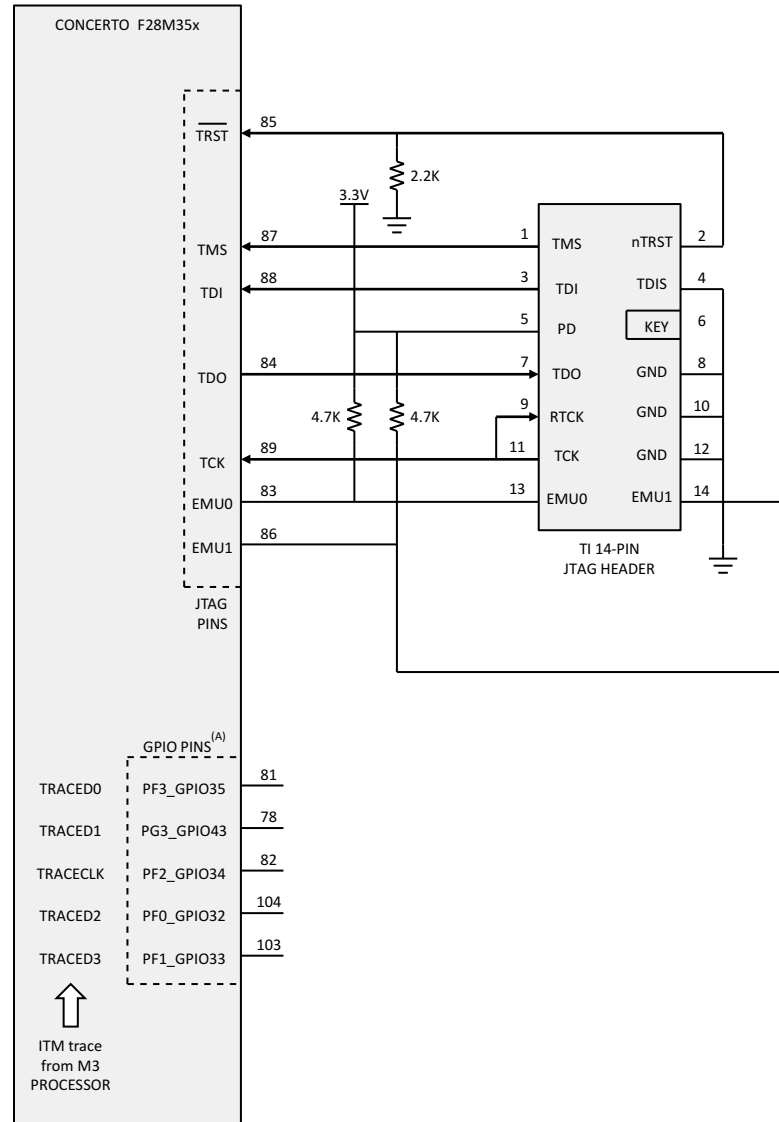 CONCERTO F28M35x
85
TRST
2.2K
3.3V
87
1
TMS
TMS
nTRST
2
88
3
TDI
TDI
TDIS
4
5
PD
KEY
6
84
7
TDO
TDO
GND
8
4.7K
4.7K
9
RTCK
GND
10
89
11
TCK
TCK
GND
12
83
13
EMU0
EMU0
EMU1
14
86
EMU1
TI 14-PIN
JTAG HEADER
JTAG
PINS
GPIO PINS(A)
TRACED0
PF3_GPIO35
81
TRACED1
PG3_GPIO43
78
TRACECLK
PF2_GPIO34
82
TRACED2
PF0_GPIO32
104
TRACED3
PF1_GPIO33
103
ITM trace
from M3
PROCESSOR